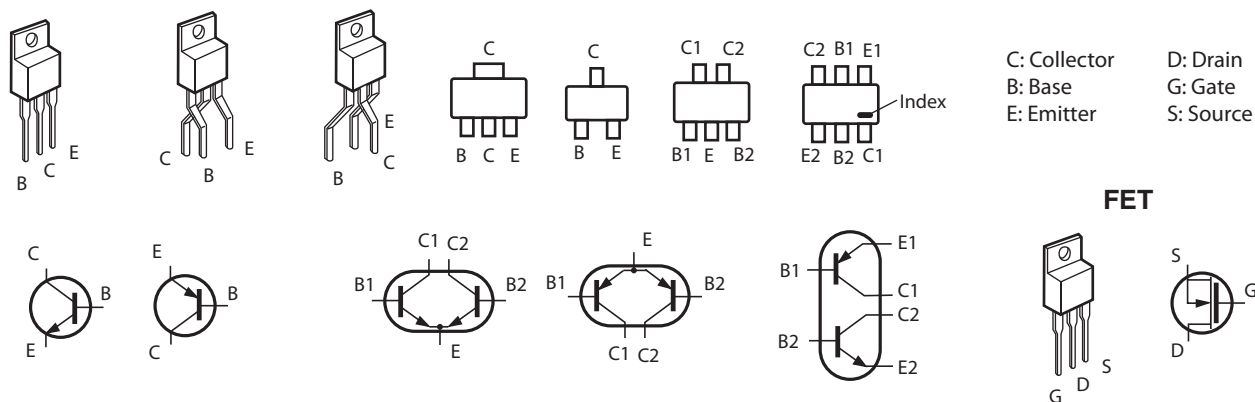 B C E
C B E
B C E
C
B C E
C
B E
C1 C2
B1 E B2
C2 B1 E1
Index
E2 B2 C1
C: Collector D: Drain
B: Base G: Gate
E: Emitter S: Source
C
B
E
E
B
C
C1 C2
B1 B2
E
E
B1 B2
C1 C2
E1
B1
C1
C2
B2
E2
FET
G D S
S
G
D